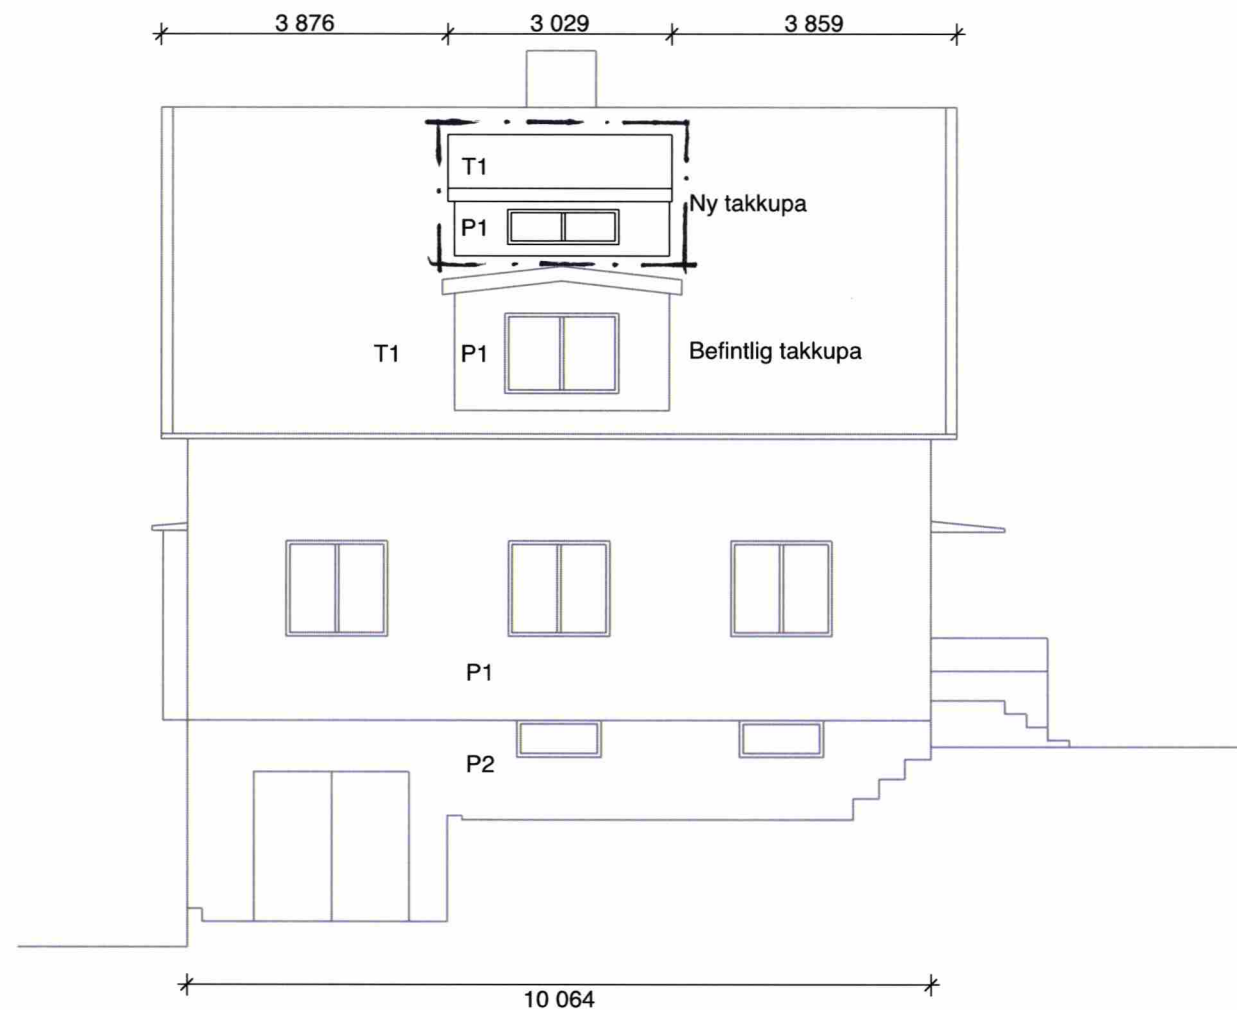 3 876 3 029 3 859
T1
Ny takkupa
P1
Befintlig takkupa
T1 P1
P1
P2
10 064